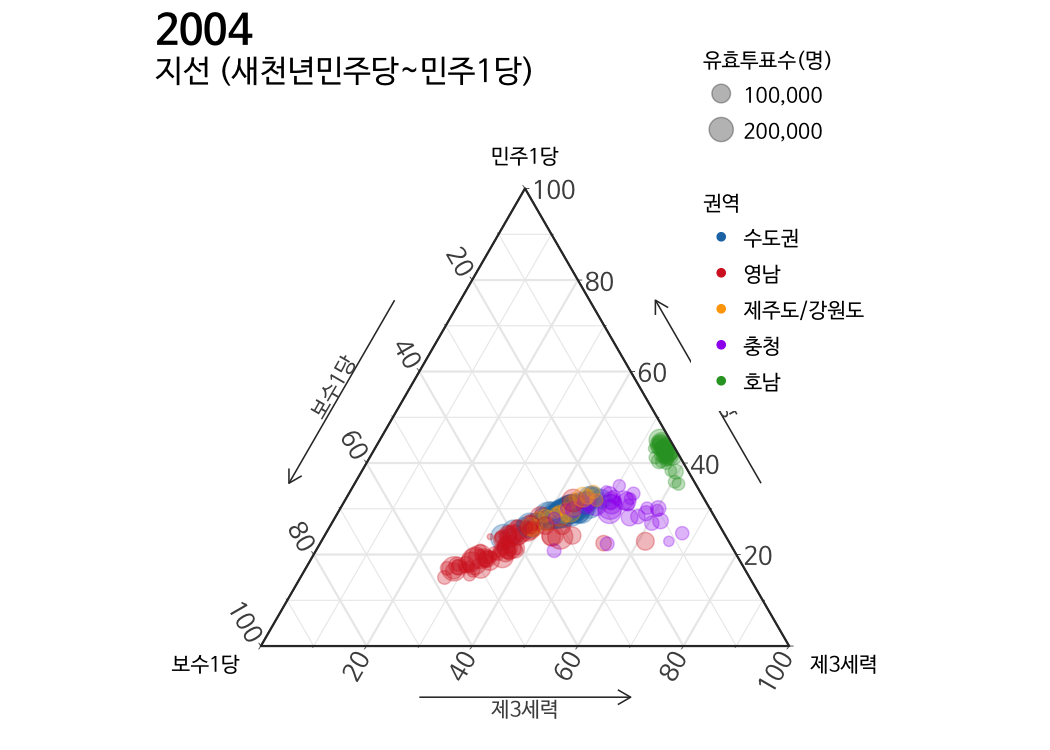 2004
지선 (새천년민주당~민주1당)
유효투표수(명)
100,000
200,000
민주1당
100
권역
수도권
영남
제주도/강원도
충청
호남
20
80
40
60
보수1당
60
40
80
20
100
보수1당
제3세력
20
40
60
80
100
제3세력